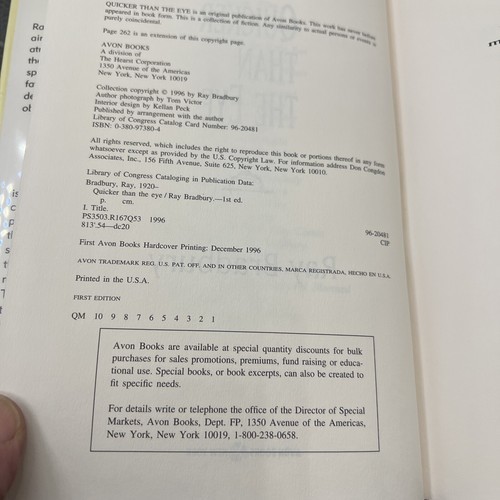 QUICKER THAN THE EYE is an original publication of Avon Books. This work has never before
appeared in book form. This is a collection of fiction. Any similarity to actual persons or events is
purely coincidental.
Page 262 is an extension of this copyright page.
AVON BOOKS
A division of
The Hearst Corporation
1350 Avenue of the Americas
New York, New York 10019
Collection copyright © 1996 by Ray Bradbury
Author photograph by Tom Victor
Interior design by Kellan Peck
Published by arrangement with the author
Library of Congress Catalog Card Number: 96-20481
ISBN: 0-380-97380-4
All rights reserved, which includes the right to reproduce this book or portions thereof in any form
whatsoever except as provided by the U.S. Copyright Law. For information address Don Congdon
Associates, Inc., 156 Fifth Avenue, Suite 625, New York, New York 10010.
Library of Congress Cataloging in Publication Data:
Bradbury, Ray, 1920–
Quicker than the eye / Ray Bradbury.—1st ed.
p. cm.
I. Title.
PS3503.R167Q53 1996
813'.54—dc20
96-20481
CIP
First Avon Books Hardcover Printing: December 1996
AVON TRADEMARK REG. U.S. PAT. OFF. AND IN OTHER COUNTRIES, MARCA REGISTRADA, HECHO EN U.S.A.
Printed in the U.S.A.
FIRST EDITION
QM 10 9 8 7 6 5 4 3 2 1
Avon Books are available at special quantity discounts for bulk
purchases for sales promotions, premiums, fund raising or educa-
tional use. Special books, or book excerpts, can also be created to
fit specific needs.
For details write or telephone the office of the Director of Special
Markets, Avon Books, Dept. FP, 1350 Avenue of the Americas,
New York, New York 10019, 1-800-238-0658.